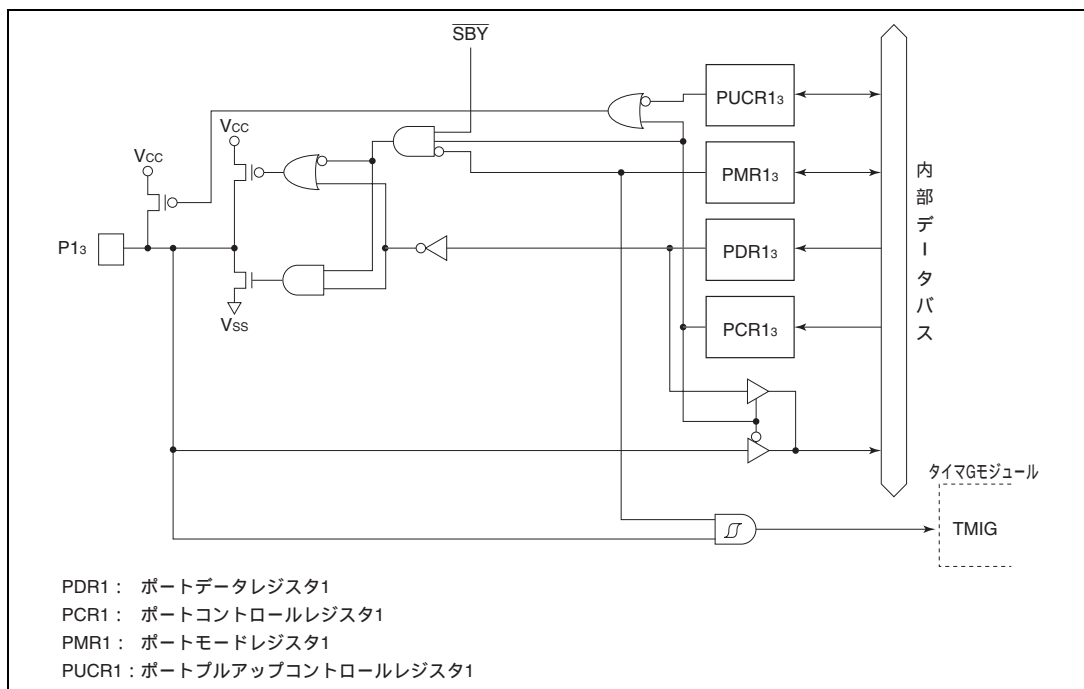 SBY
PUCR13
VCC
VCC
PMR13
P13
PDR13
VSS
PCR13
内部データバス
タイマGモジュール
TMIG
PDR1： ポートデータレジスタ1
PCR1： ポートコントロールレジスタ1
PMR1： ポートモードレジスタ1
PUCR1：ポートプルアップコントロールレジスタ1